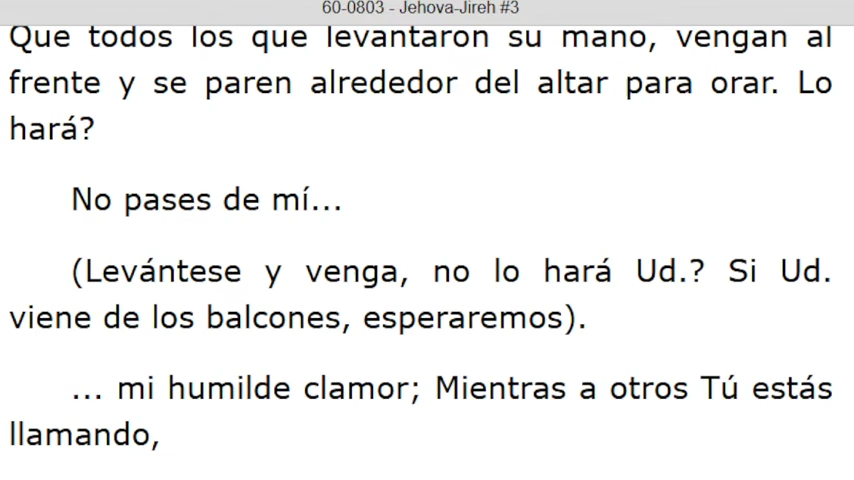 60-0803 - Jehova-Jireh #3
Que todos los que levantaron su mano, vengan al
frente y se paren alrededor del altar para orar. Lo
hará?
No pases de mí...
(Levántese y venga, no lo hará Ud.? Si Ud.
viene de los balcones, esperaremos).
... mi humilde clamor; Mientras a otros Tú estás
llamando,